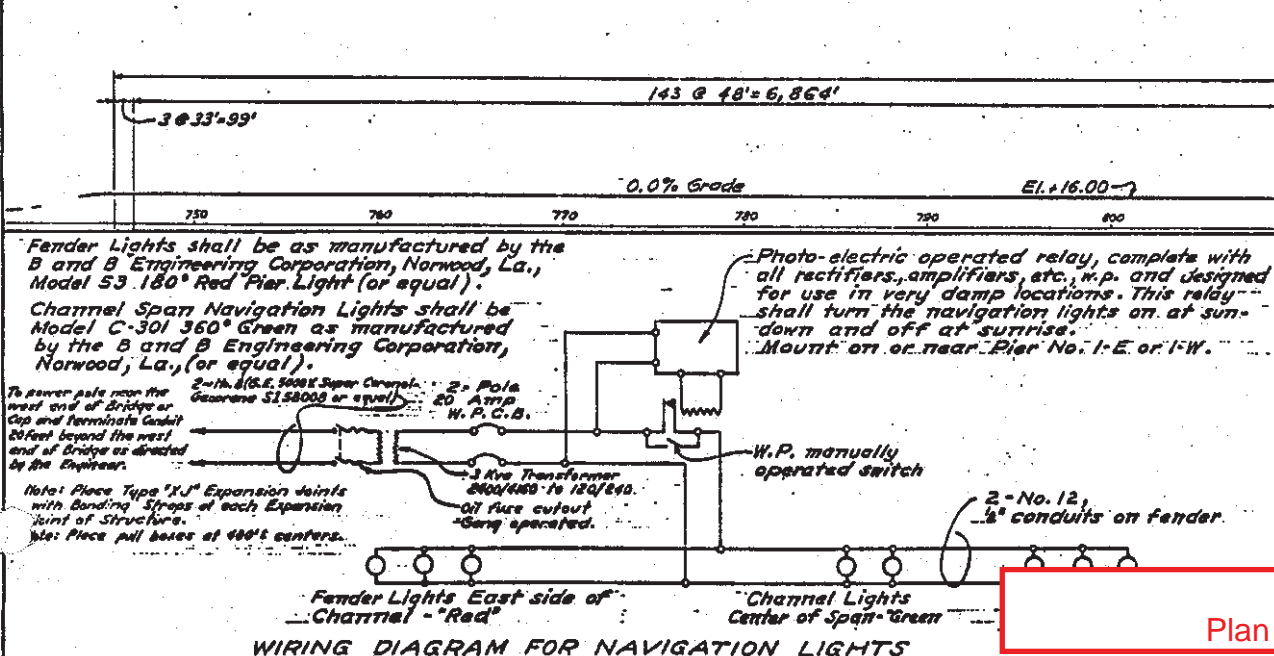 143 @ 48' = 6,864'
3 @ 33' = 99'
0.0% Grade
El. +16.00
750 760 770 780 790 800
Fender Lights shall be as manufactured by the
B and B Engineering Corporation, Norwood, La.,
Model 53 180° Red Pier Light (or equal).
Channel Span Navigation Lights shall be
Model C-301 360° Green as manufactured
by the B and B Engineering Corporation,
Norwood, La., (or equal).
Photo-electric operated relay, complete with
all rectifiers, amplifiers, etc., w.p. and designed
for use in very damp locations. This relay
shall turn the navigation lights on at sun-
down and off at sunrise.
Mount on or near Pier No. 1-E or 1-W.
To power pole near the
west end of Bridge or
Cap and terminate Conduit
20 feet beyond the west
end of Bridge as directed
by the Engineer.
2-No. 8 (G.E. Super Coronol
or equal)
2-Pole
20 Amp
W.P.C.B.
W.P. manually
operated switch
3 Kva Transformer
2400/4160 to 120/240.
Oil fuse cutout
Gang operated.
Note: Place Type "XJ" Expansion Joints
with Bonding Straps at each Expansion
Joint of Structure.
Place pull boxes at 400'± centers.
2-No. 12,
conduits on fender
Fender Lights East side of
Channel - "Red"
Channel Lights
Center of Span-"Green"
WIRING DIAGRAM FOR NAVIGATION LIGHTS
Plan